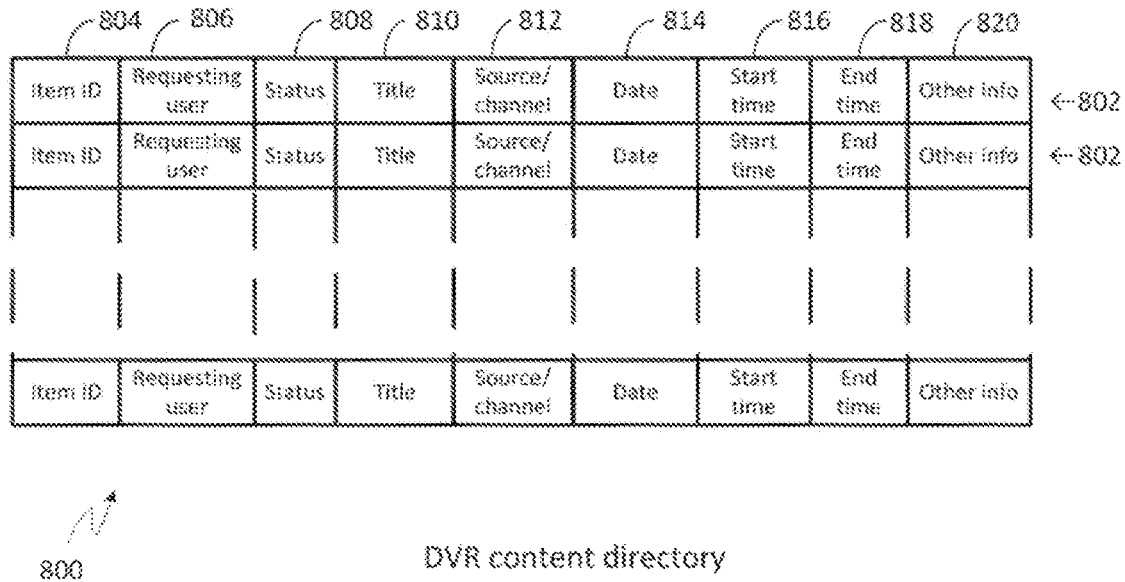 804 806 808 810 812 814 816 818 820
Item ID Requesting user Status Title Source/ channel Date Start time End time Other info ←802
Item ID Requesting user Status Title Source/ channel Date Start time End time Other info ←802
Item ID Requesting user Status Title Source/ channel Date Start time End time Other info
800
DVR content directory